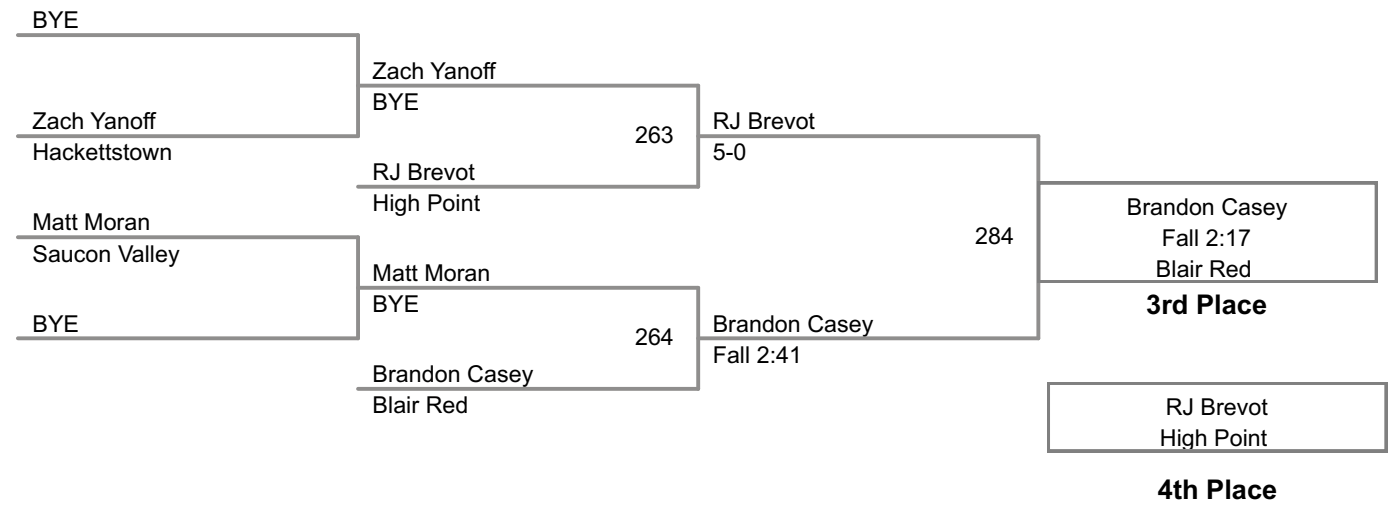 BYE
Zach Yanoff
Hackettstown
Matt Moran
Saucon Valley
BYE
Zach Yanoff
BYE
263
RJ Brevot
High Point
Matt Moran
BYE
264
Brandon Casey
Blair Red
RJ Brevot
5-0
284
Brandon Casey
Fall 2:41
Brandon Casey
Fall 2:17
Blair Red
3rd Place
RJ Brevot
High Point
4th Place